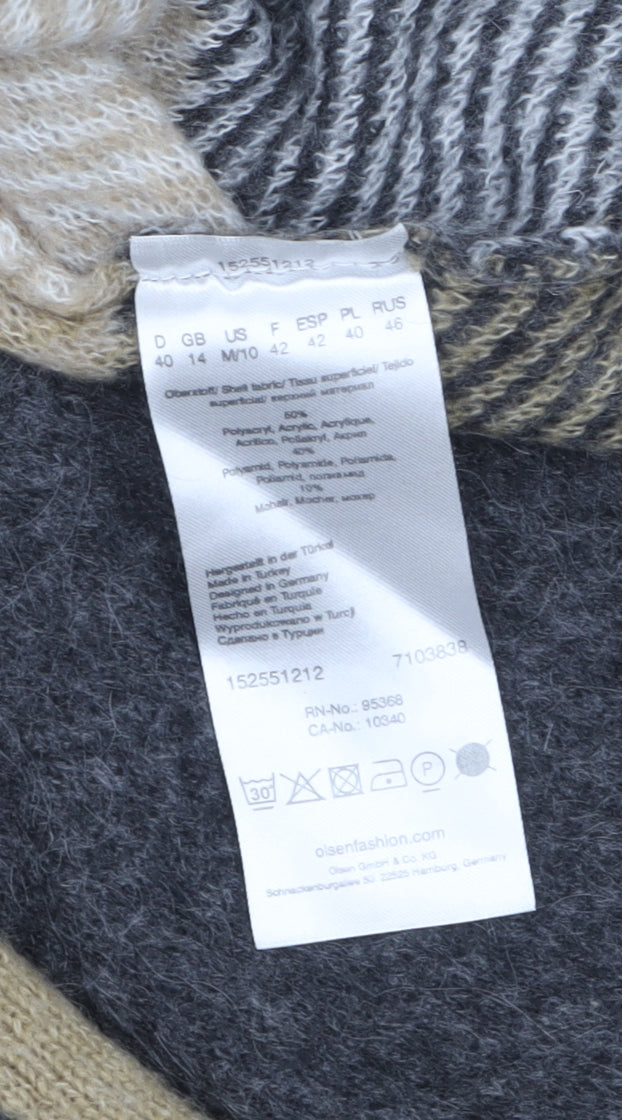 152551212
D GB US F ESP PL RUS
40 14 M/10 42 42 40 46
Oberstoff/ Shell fabric/ Tissu superficiel/ Tejido
superficial/ верхний материал
50%
Polyacryl, Acrylic, Acrylique,
Acrílico, Poliakryl, Акрил
40%
Polyamid, Polyamide, Poliamida,
Poliamid, полиамид
10%
Mohair, Mocher, мохер
Hergestellt in der Türkei
Made in Turkey
Designed in Germany
Fabriqué en Turquie
Hecho en Turquía
Wyprodukowano w Turcji
Сделано в Турции
152551212 7103838
RN-No.: 95368
CA-No.: 10340
30 P
olsenfashion.com
Olsen GmbH & Co. KG
Schnackenburgallee 50 22525 Hamburg, Germany